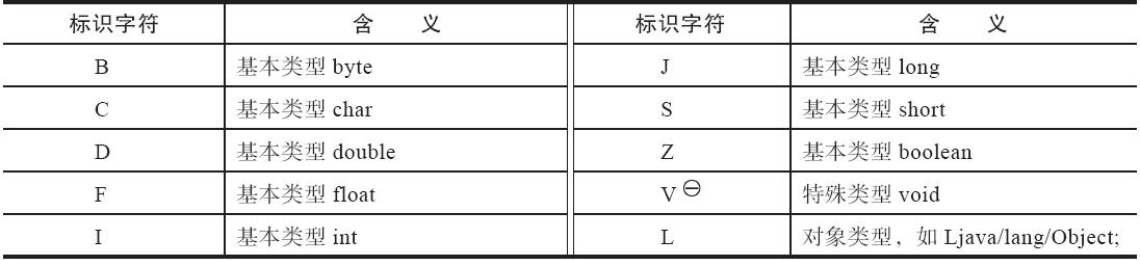 标识字符 含 义 标识字符 含 义
B 基本类型 byte J 基本类型 long
C 基本类型 char S 基本类型 short
D 基本类型 double Z 基本类型 boolean
F 基本类型 float V ㊀ 特殊类型 void
I 基本类型 int L 对象类型，如 Ljava/lang/Object;